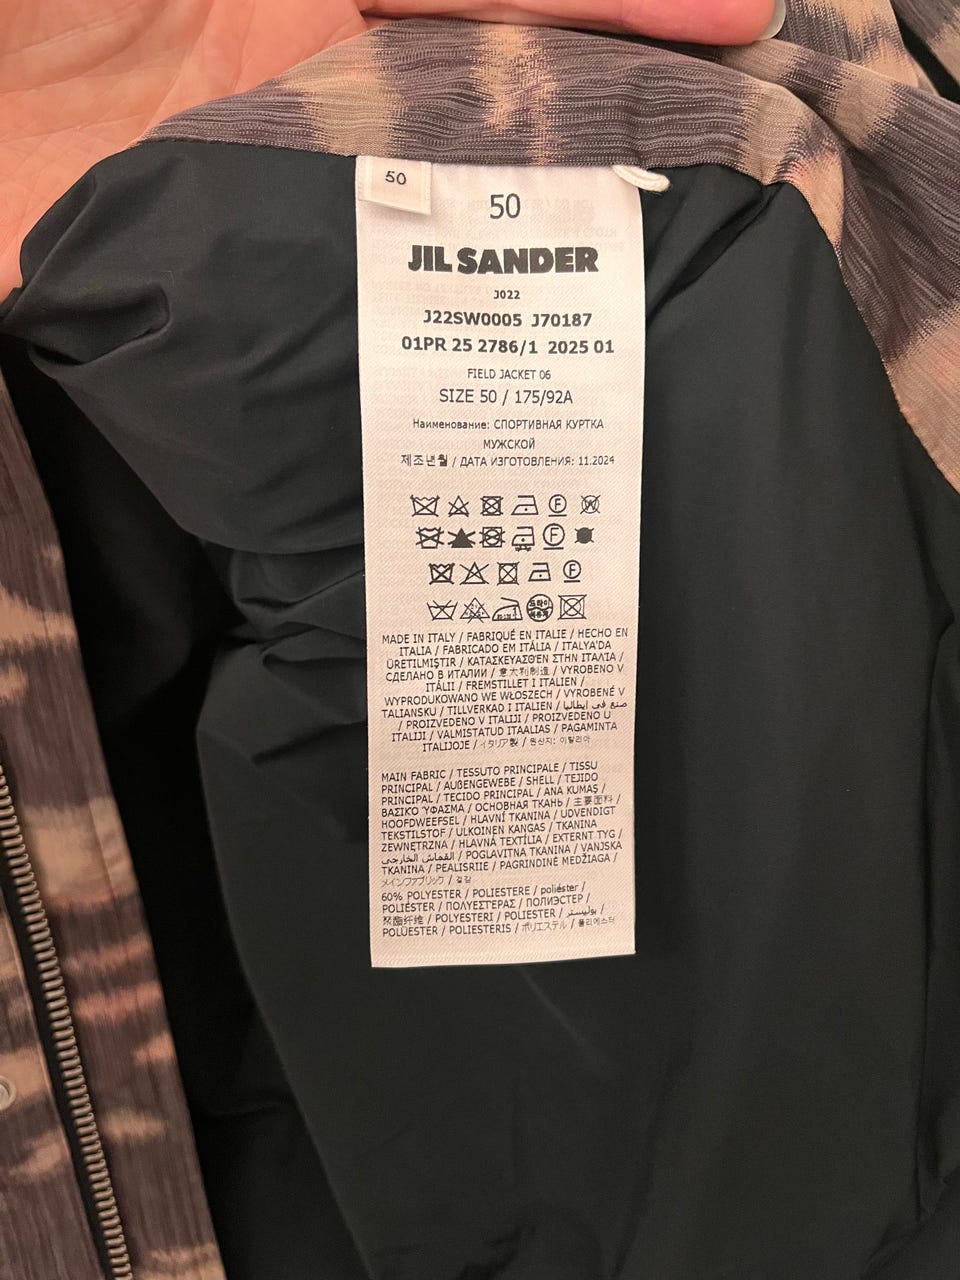 50
50
JIL SANDER
J022
J22SW0005 J70187
01PR 25 2786/1 2025 01
FIELD JACKET 06
SIZE 50 / 175/92A
Наименование: СПОРТИВНАЯ КУРТКА
МУЖСКОЙ
제조년월 / ДАТА ИЗГОТОВЛЕНИЯ: 11.2024
MADE IN ITALY / FABRIQUÉ EN ITALIE / HECHO EN
ITALIA / FABRICADO EM ITÁLIA / ITALYA'DA
ÜRETILMIŞTIR / ΚΑΤΑΣΚΕΥΑΣΘΕΝ ΣΤΗΝ ΙΤΑΛΙΑ /
СДЕЛАНО В ИТАЛИИ / 意大利制造 / VYROBENO V
ITÁLII / FREMSTILLET I ITALIEN /
WYPRODUKOWANO WE WŁOSZECH / VYROBENÉ V
TALIANSKU / TILLVERKAD I ITALIEN / صنع في إيطاليا
/ PROIZVEDENO V ITALIJI / PROIZVEDENO U
ITALIJI / VALMISTATUD ITAALIAS / PAGAMINTA
ITALIJOJE / イタリア製 / 원산지: 이탈리아
MAIN FABRIC / TESSUTO PRINCIPALE / TISSU
PRINCIPAL / AUßENGEWEBE / SHELL / TEJIDO
PRINCIPAL / TECIDO PRINCIPAL / ANA KUMAŞ /
ΒΑΣΙΚΟ ΎΦΑΣΜΑ / ОСНОВНАЯ ТКАНЬ / 主要面料 /
HOOFDWEEFSEL / HLAVNÍ TKANINA / UDVENDIGT
TEKSTILSTOF / ULKOINEN KANGAS / TKANINA
ZEWNĘTRZNA / HLAVNÁ TEXTÍLIA / EXTERNT TYG /
القماش الخارجي / POGLAVITNA TKANINA / VANJSKA
TKANINA / PEALISRIIE / PAGRINDINĖ MEDŽIAGA /
メインファブリック / 겉감
60% POLYESTER / POLIESTERE / poliéster /
POLIÉSTER / ΠΟΛΥΕΣΤΕΡΑΣ / ПОЛИЭСТЕР /
聚酯纤维 / POLYESTERI / POLIESTER / بوليستر /
POLÜESTER / POLIESTERIS / ポリエステル / 폴리에스터